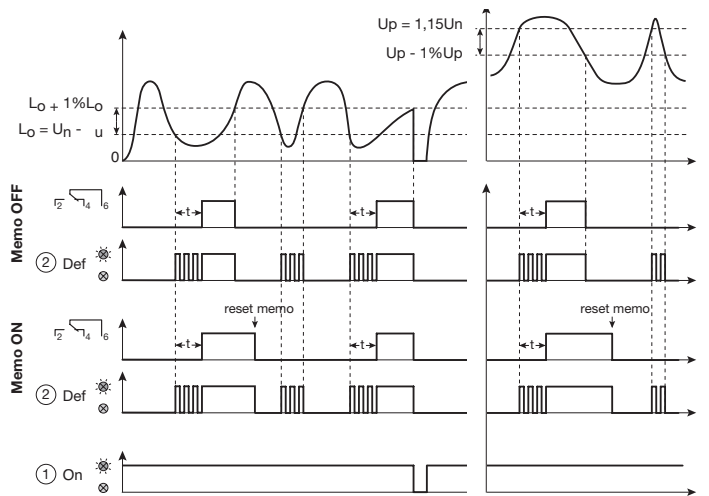 Up = 1,15Un
Up - 1%Up
Lo + 1%Lo
Lo = Un - u
0
Memo OFF
2 4 6
t
t
t
2 Def
reset memo
reset memo
Memo ON
2 4 6
t
t
t
2 Def
1 On